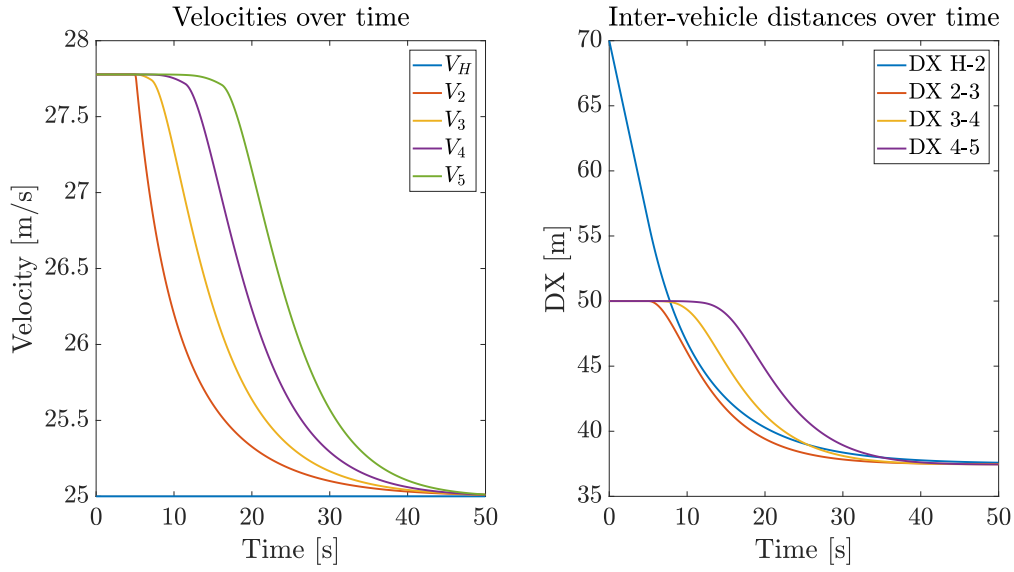 Velocities over time
28
27.5
27
26.5
26
25.5
25
0
10
20
30
40
50
Velocity [m/s]
Time [s]
V_H
V_2
V_3
V_4
V_5
Inter-vehicle distances over time
70
65
60
55
50
45
40
35
0
10
20
30
40
50
DX [m]
Time [s]
DX H-2
DX 2-3
DX 3-4
DX 4-5